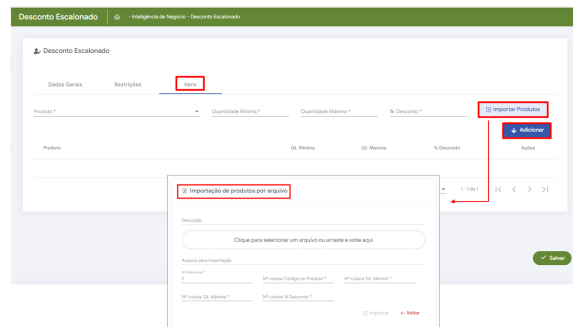 Desconto Escalonado - Inteligência de Negócio - Desconto Escalonado
Desconto Escalonado
Dados Gerais Restrições Itens
Produto * Quantidade Mínima * Quantidade Máxima * % Desconto * Importar Produtos
Adicionar
Produto Qt. Mínima Qt. Máxima % Desconto Ações
1 - 1 de 1
Importação de produtos por arquivo
Descrição
Clique para selecionar um arquivo ou arraste e solte aqui
Arquivo para importação
1 Nº coluna 'Código do Produto' * Nº coluna 'Qt. Mínima' *
Nº coluna 'Qt. Máxima' * Nº coluna '% Desconto' *
Importar Voltar
Salvar